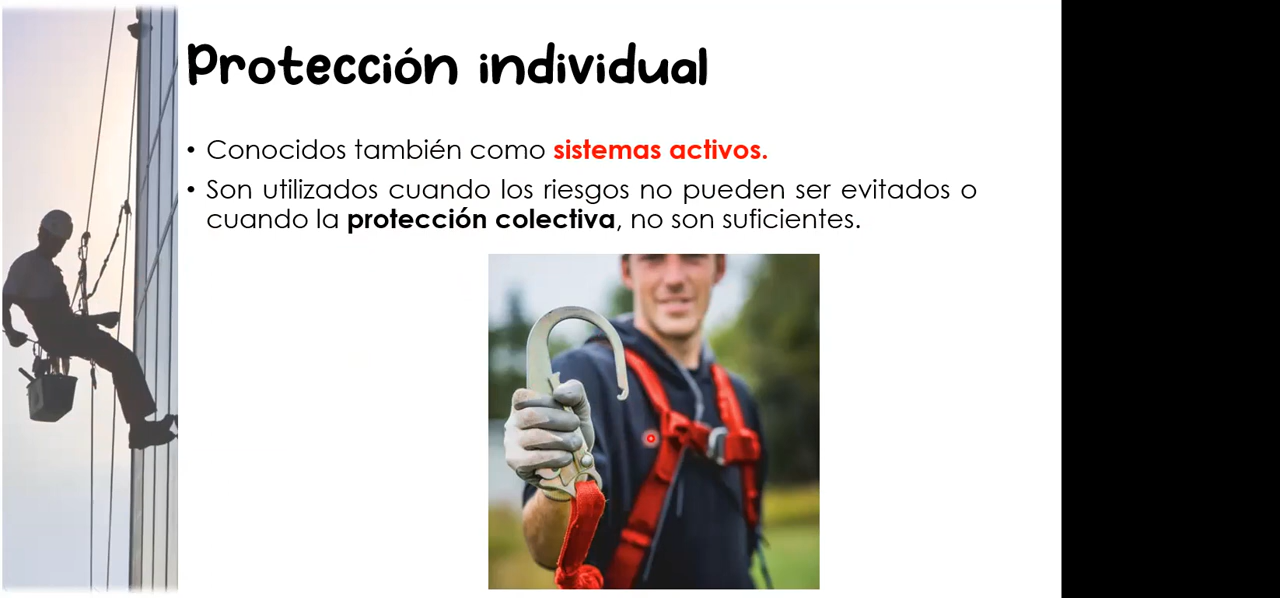 Protección individual
• Conocidos también como sistemas activos.
• Son utilizados cuando los riesgos no pueden ser evitados o
cuando la protección colectiva, no son suficientes.